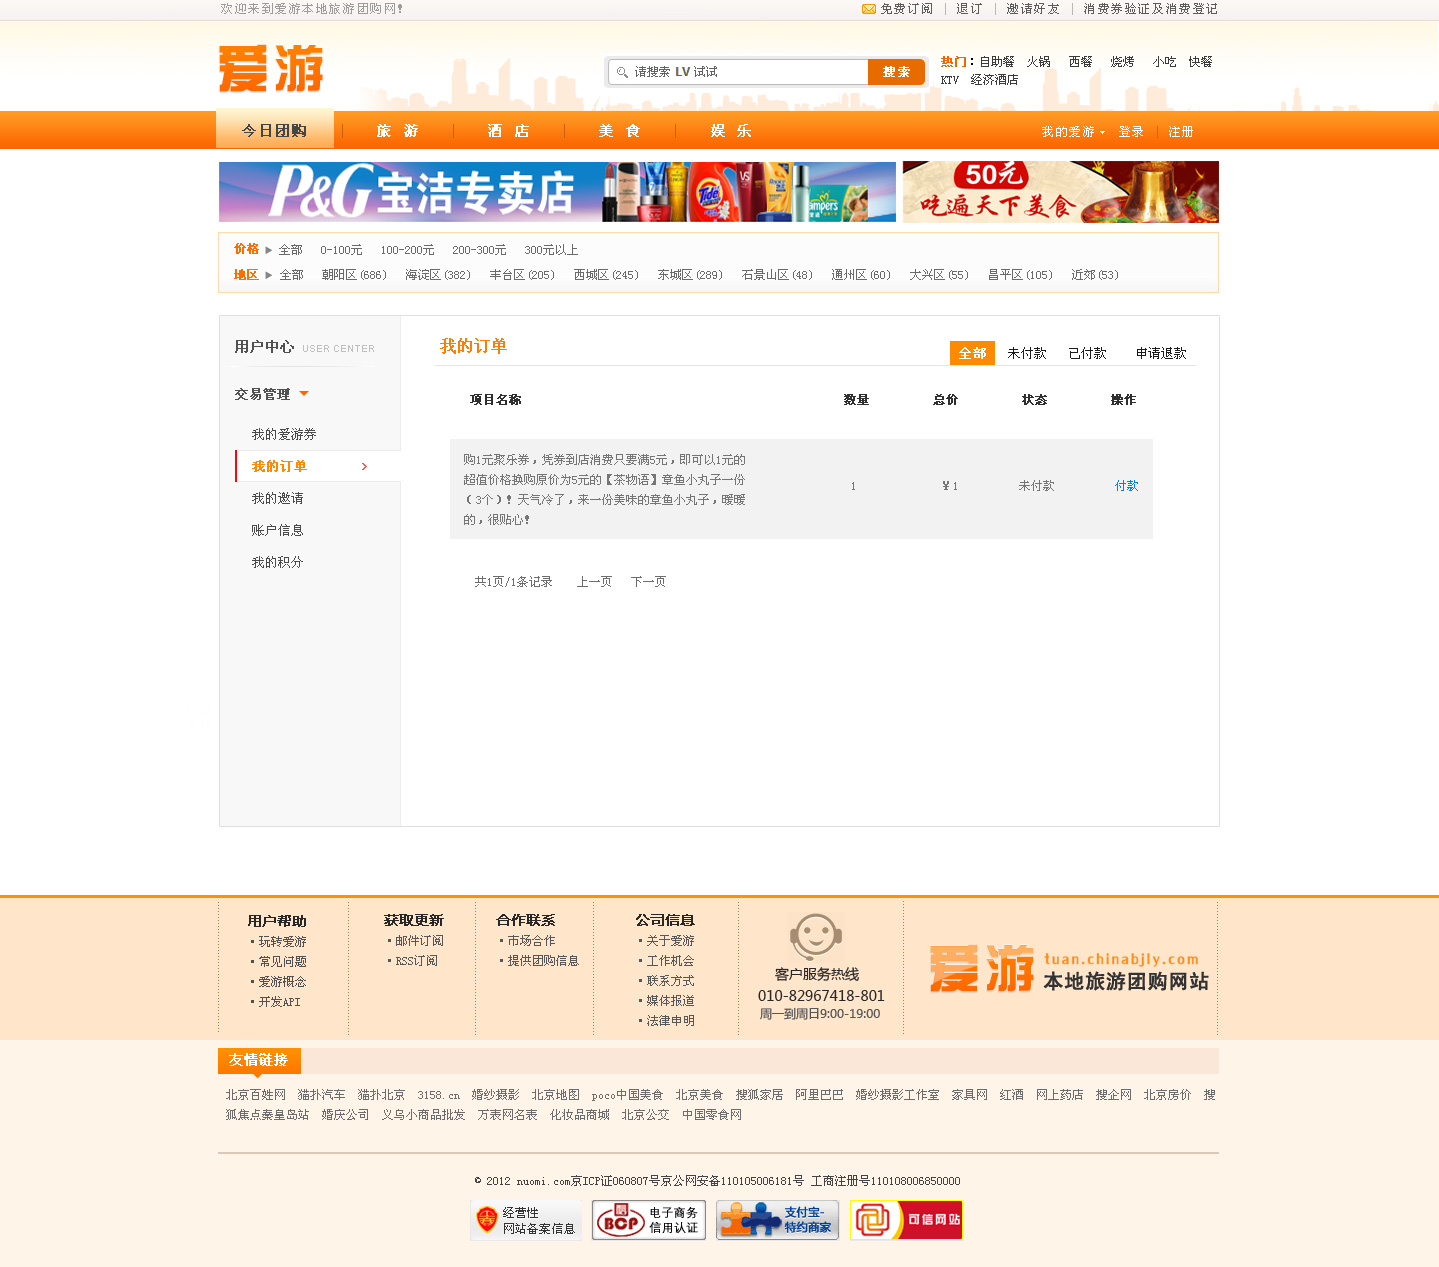 欢迎来到爱游本地旅游团购网!
免费订阅 | 退订 | 邀请好友 | 消费券验证及消费登记
爱游
请搜索 LV 试试
搜索
热门：自助餐 火锅 西餐 烧烤 小吃 快餐
KTV 经济酒店
今日团购 旅游 酒店 美食 娱乐
我的爱游 登录 注册
P&G宝洁专卖店
Tide VS Pampers
50元
吃遍天下美食
价格 全部 0-100元 100-200元 200-300元 300元以上
地区 全部 朝阳区(686) 海淀区(382) 丰台区(205) 西城区(245) 东城区(289) 石景山区(48) 通州区(60) 大兴区(55) 昌平区(105) 近郊(53)
用户中心 USER CENTER
交易管理
我的爱游券
我的订单
我的邀请
账户信息
我的积分
我的订单
全部 未付款 已付款 申请退款
项目名称 数量 总价 状态 操作
购1元聚乐券，凭券到店消费只要满5元，即可以1元的
超值价格换购原价为5元的【茶物语】章鱼小丸子一份
（3个）！天气冷了，来一份美味的章鱼小丸子，暖暖
的，很贴心！
1 ¥1 未付款 付款
共1页/1条记录 上一页 下一页
用户帮助
玩转爱游
常见问题
爱游概念
开发API
获取更新
邮件订阅
RSS订阅
合作联系
市场合作
提供团购信息
公司信息
关于爱游
工作机会
联系方式
媒体报道
法律申明
客户服务热线
010-82967418-801
周一到周日9:00-19:00
爱游
tuan.chinabjly.com
本地旅游团购网站
友情链接
北京百姓网 猫扑汽车 猫扑北京 3158.cn 婚纱摄影 北京地图 poco中国美食 北京美食 搜狐家居 阿里巴巴 婚纱摄影工作室 家具网 红酒 网上药店 搜企网 北京房价 搜
狐焦点秦皇岛站 婚庆公司 义乌小商品批发 万表网名表 化妆品商城 北京公交 中国零食网
© 2012 nuomi.com京ICP证060807号京公网安备110105006181号 工商注册号110108006850000
经营性
网站备案信息
BCP
电子商务
信用认证
支付宝-
特约商家
可信网站